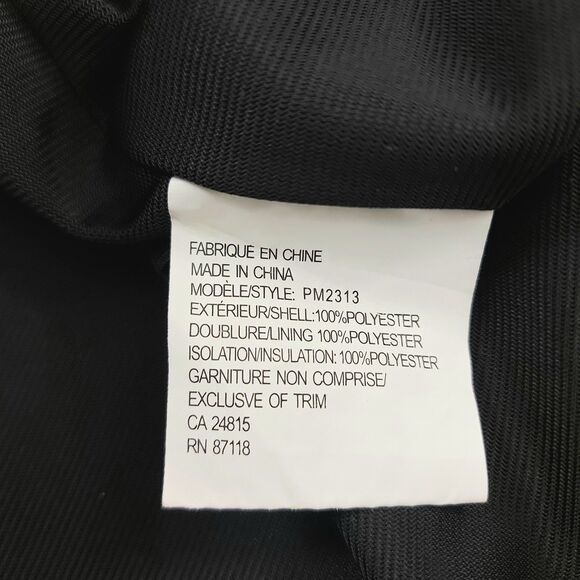 FABRIQUE EN CHINE
MADE IN CHINA
MODÈLE/STYLE: PM2313
EXTÉRIEUR/SHELL:100%POLYESTER
DOUBLURE/LINING 100%POLYESTER
ISOLATION/INSULATION: 100%POLYESTER
GARNITURE NON COMPRISE/
EXCLUSVE OF TRIM
CA 24815
RN 87118